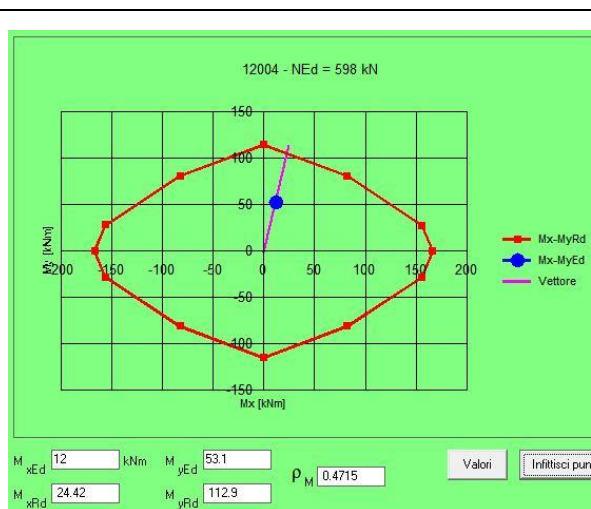 12004 - NEd = 598 kN
150
100
50
0
-50
-100
-150
-200
-150
-100
-50
0
50
100
150
200
Mx [kNm]
Mx-MyRd
Mx-MyEd
Vettore
M xEd 12 kNm M yEd 53.1
M xRd 24.42 M yRd 112.9
ρ M 0.4715
Valori
Infittisci pun